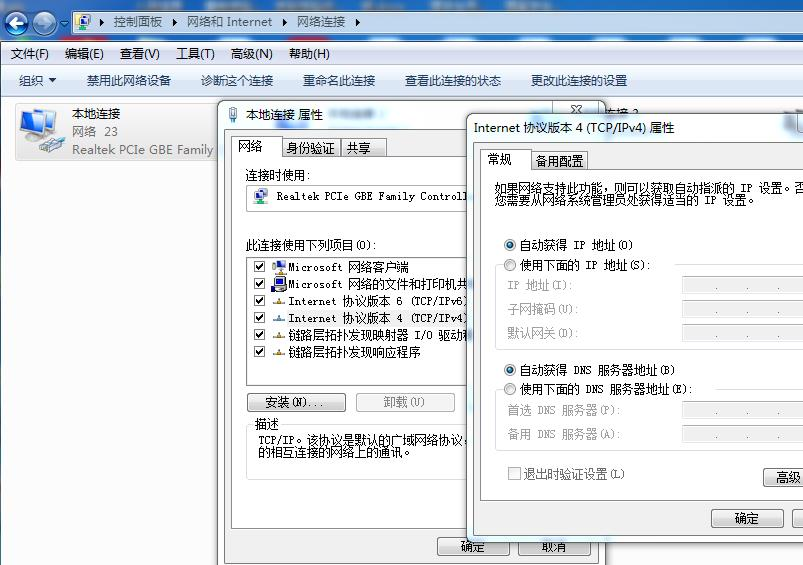 控制面板 网络和 Internet 网络连接
文件(F) 编辑(E) 查看(V) 工具(T) 高级(N) 帮助(H)
组织 禁用此网络设备 诊断这个连接 重命名此连接 查看此连接的状态 更改此连接的设置
本地连接
网络 23
Realtek PCIe GBE Family
本地连接 属性
网络 身份验证 共享
连接时使用:
Realtek PCIe GBE Family Controll
此连接使用下列项目(O):
Microsoft 网络客户端
Microsoft 网络的文件和打印机共
Internet 协议版本 6 (TCP/IPv6)
Internet 协议版本 4 (TCP/IPv4)
链路层拓扑发现映射器 I/O 驱动程
链路层拓扑发现响应程序
安装(N)... 卸载(U)
描述
TCP/IP。该协议是默认的广域网络协议,
的相互连接的网络上的通讯。
确定 取消
Internet 协议版本 4 (TCP/IPv4) 属性
常规 备用配置
如果网络支持此功能，则可以获取自动指派的 IP 设置。否
您需要从网络系统管理员处获得适当的 IP 设置。
自动获得 IP 地址(O)
使用下面的 IP 地址(S):
IP 地址(I):
子网掩码(U):
默认网关(D):
自动获得 DNS 服务器地址(B)
使用下面的 DNS 服务器地址(E):
首选 DNS 服务器(P):
备用 DNS 服务器(A):
退出时验证设置(L)
高级
确定